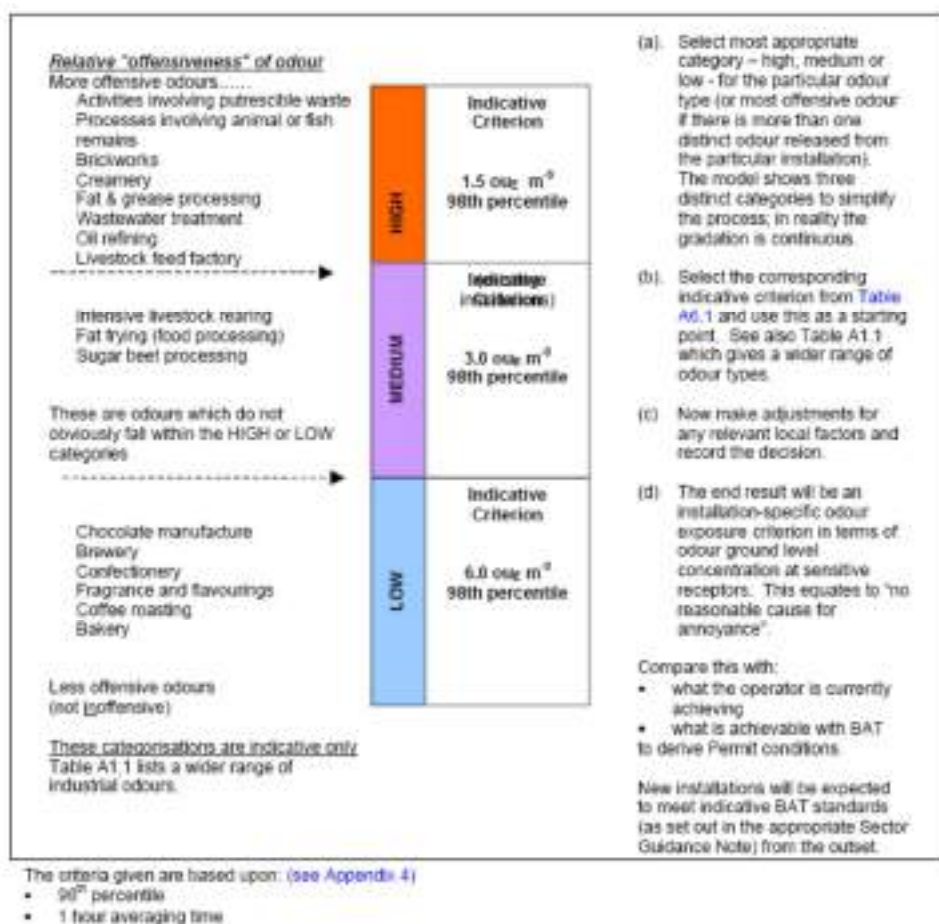 Relative "offensiveness" of odour
More offensive odours......
Activities involving putrescible waste
Processes involving animal or fish
remains
Brickworks
Creamery
Fat & grease processing
Wastewater treatment
Oil refining
Livestock feed factory
Intensive livestock rearing
Fat frying (food processing)
Sugar beet processing
These are odours which do not
obviously fall within the HIGH or LOW
categories
Chocolate manufacture
Brewery
Confectionery
Fragrance and flavourings
Coffee roasting
Bakery
Less offensive odours
(not inoffensive)
These categorisations are indicative only
Table A1.1 lists a wider range of
industrial odours.
HIGH
Indicative
Criterion
1.5 ouE m-3
98th percentile
MEDIUM
Indicative
Criterion
3.0 ouE m-3
98th percentile
LOW
Indicative
Criterion
6.0 ouE m-3
98th percentile
(a). Select most appropriate
category – high, medium or
low - for the particular odour
type (or most offensive odour
if there is more than one
distinct odour released from
the particular installation).
The model shows three
distinct categories to simplify
the process; in reality the
gradation is continuous.
(b). Select the corresponding
indicative criterion from Table
A6.1 and use this as a starting
point. See also Table A1.1
which gives a wider range of
odour types.
(c) Now make adjustments for
any relevant local factors and
record the decision.
(d) The end result will be an
installation-specific odour
exposure criterion in terms of
odour ground level
concentration at sensitive
receptors. This equates to "no
reasonable cause for
annoyance".
Compare this with:
• what the operator is currently
achieving
• what is achievable with BAT
to derive Permit conditions.
New installations will be expected
to meet indicative BAT standards
(as set out in the appropriate Sector
Guidance Note) from the outset.
The criteria given are based upon: (see Appendix 4)
• 98th percentile
• 1 hour averaging time